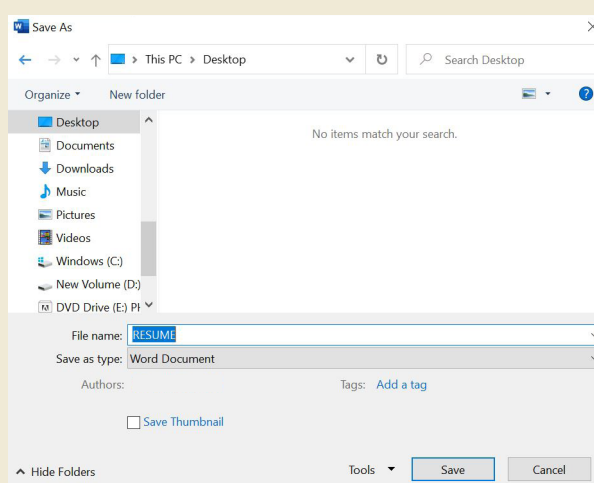 Save As
This PC > Desktop
Search Desktop
Organize
New folder
Desktop
Documents
Downloads
Music
Pictures
Videos
Windows (C:)
New Volume (D:)
DVD Drive (E:)
No items match your search.
File name: RESUME
Save as type: Word Document
Authors:
Tags: Add a tag
Save Thumbnail
Hide Folders
Tools
Save
Cancel